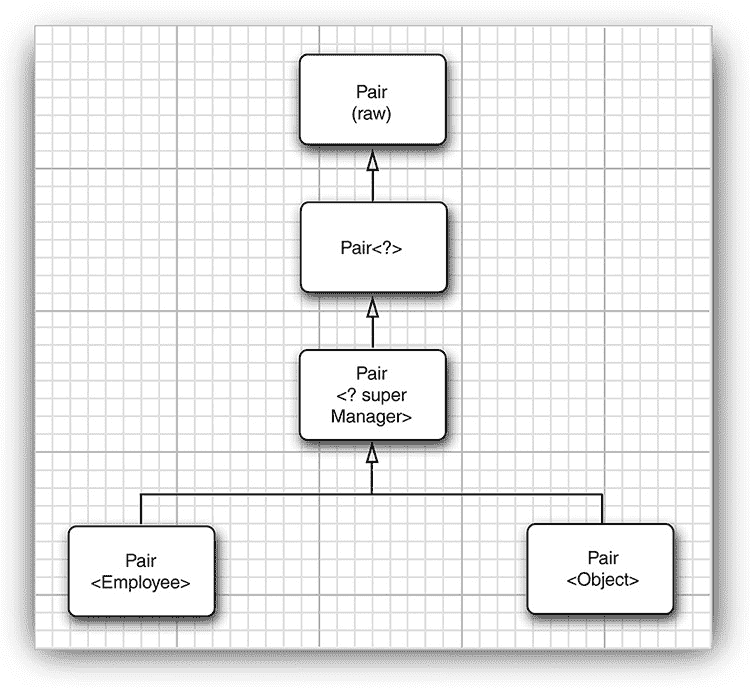 Pair
(raw)
Pair<?>
Pair
<? super
Manager>
Pair
<Employee>
Pair
<Object>